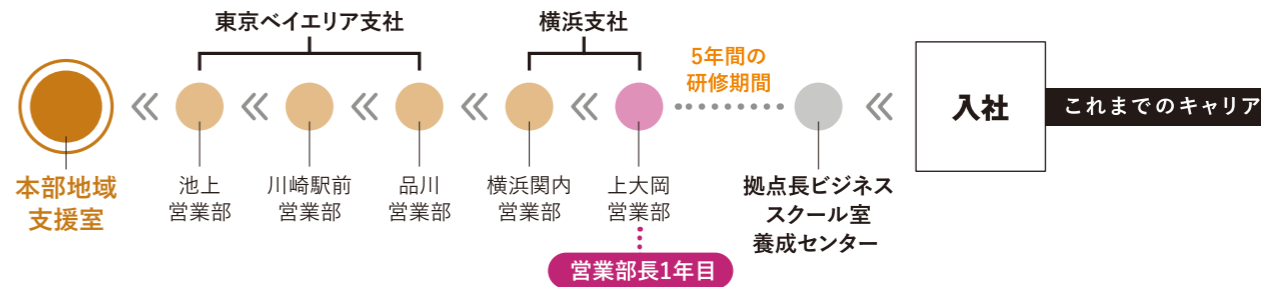 これまでのキャリア
入社
拠点長ビジネス
スクール室
養成センター
5年間の
研修期間
横浜支社
上大岡
営業部
営業部長1年目
横浜関内
営業部
東京ベイエリア支社
品川
営業部
川崎駅前
営業部
池上
営業部
本部地域
支援室